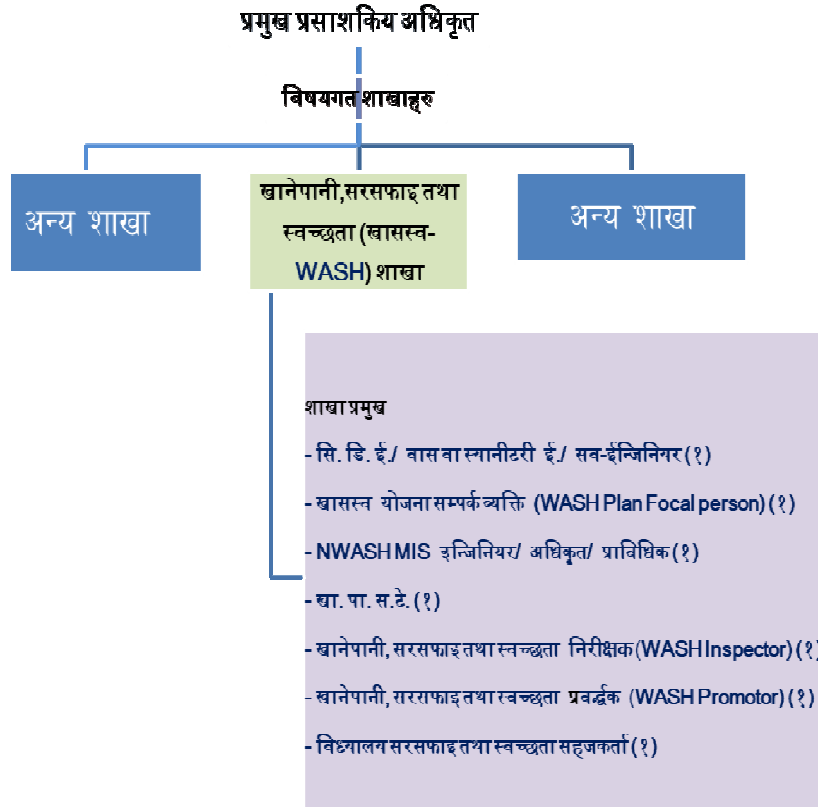 प्रमुख प्रसाशकिय अधिकृत
बिषयगत शाखाहरु
अन्य शाखा
खानेपानी,सरसफाइ तथा
स्वच्छता (खासस्व-
WASH) शाखा
अन्य शाखा
शाखा प्रमुख
- सि. डि. ई./ वास वा स्यानीटरी ई./ सव-ईन्जिनियर (१)
- खासस्व योजना सम्पर्क व्यक्ति (WASH Plan Focal person) (१)
- NWASH MIS इन्जिनियर/ अधिकृत/ प्राविधिक (१)
- खा. पा. स.टे. (१)
- खानेपानी, सरसफाइ तथा स्वच्छता निरीक्षक (WASH Inspector) (१)
- खानेपानी, सरसफाइ तथा स्वच्छता प्रवर्द्धक (WASH Promotor) (१)
- विध्यालय सरसफाइ तथा स्वच्छता सहजकर्ता (१)